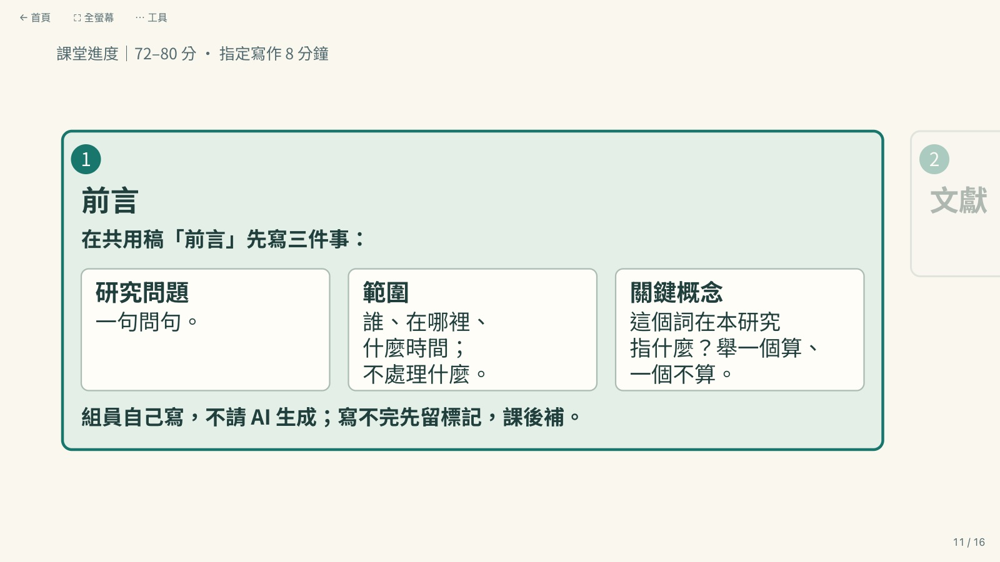 ← 首頁 全螢幕 ⋯ 工具
課堂進度｜72–80 分 • 指定寫作 8 分鐘
1
前言
在共用稿「前言」先寫三件事：
研究問題
一句問句。
範圍
誰、在哪裡、
什麼時間；
不處理什麼。
關鍵概念
這個詞在本研究
指什麼？舉一個算、
一個不算。
組員自己寫，不請 AI 生成；寫不完先留標記，課後補。
2
文獻
11 / 16